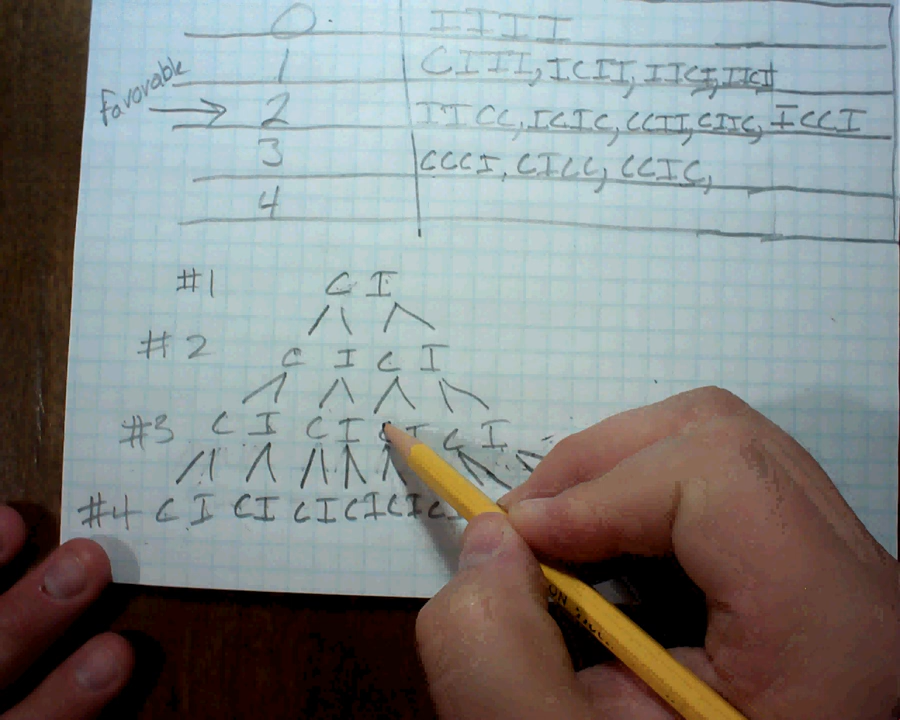 0 IIII
1 CIII, ICII, IICI, IICI
favorable 2 IICC, ICIC, CCII, CIIC, ICCI
3 CCCI, CICC, CCIC,
4
#1 C I
#2 C I C I
#3 C I C I C I C I
#4 C I C I C I C I C I C